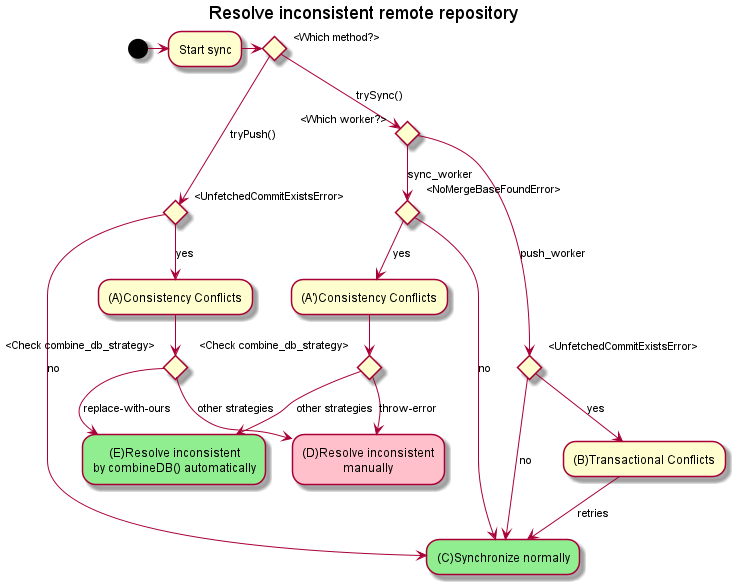 Resolve inconsistent remote repository
<Which method?>
Start sync
trySync()
<Which worker?>
tryPush()
sync_worker
<UnfetchedCommitExistsError>
<NoMergeBaseFoundError>
yes
yes
push_worker
(A)Consistency Conflicts
(A')Consistency Conflicts
<Check combine_db_strategy>
<Check combine_db_strategy>
<UnfetchedCommitExistsError>
no
no
replace-with-ours
other strategies
other strategies
throw-error
yes
(E)Resolve inconsistent
by combineDB() automatically
(D)Resolve inconsistent
manually
no
(B)Transactional Conflicts
retries
(C)Synchronize normally